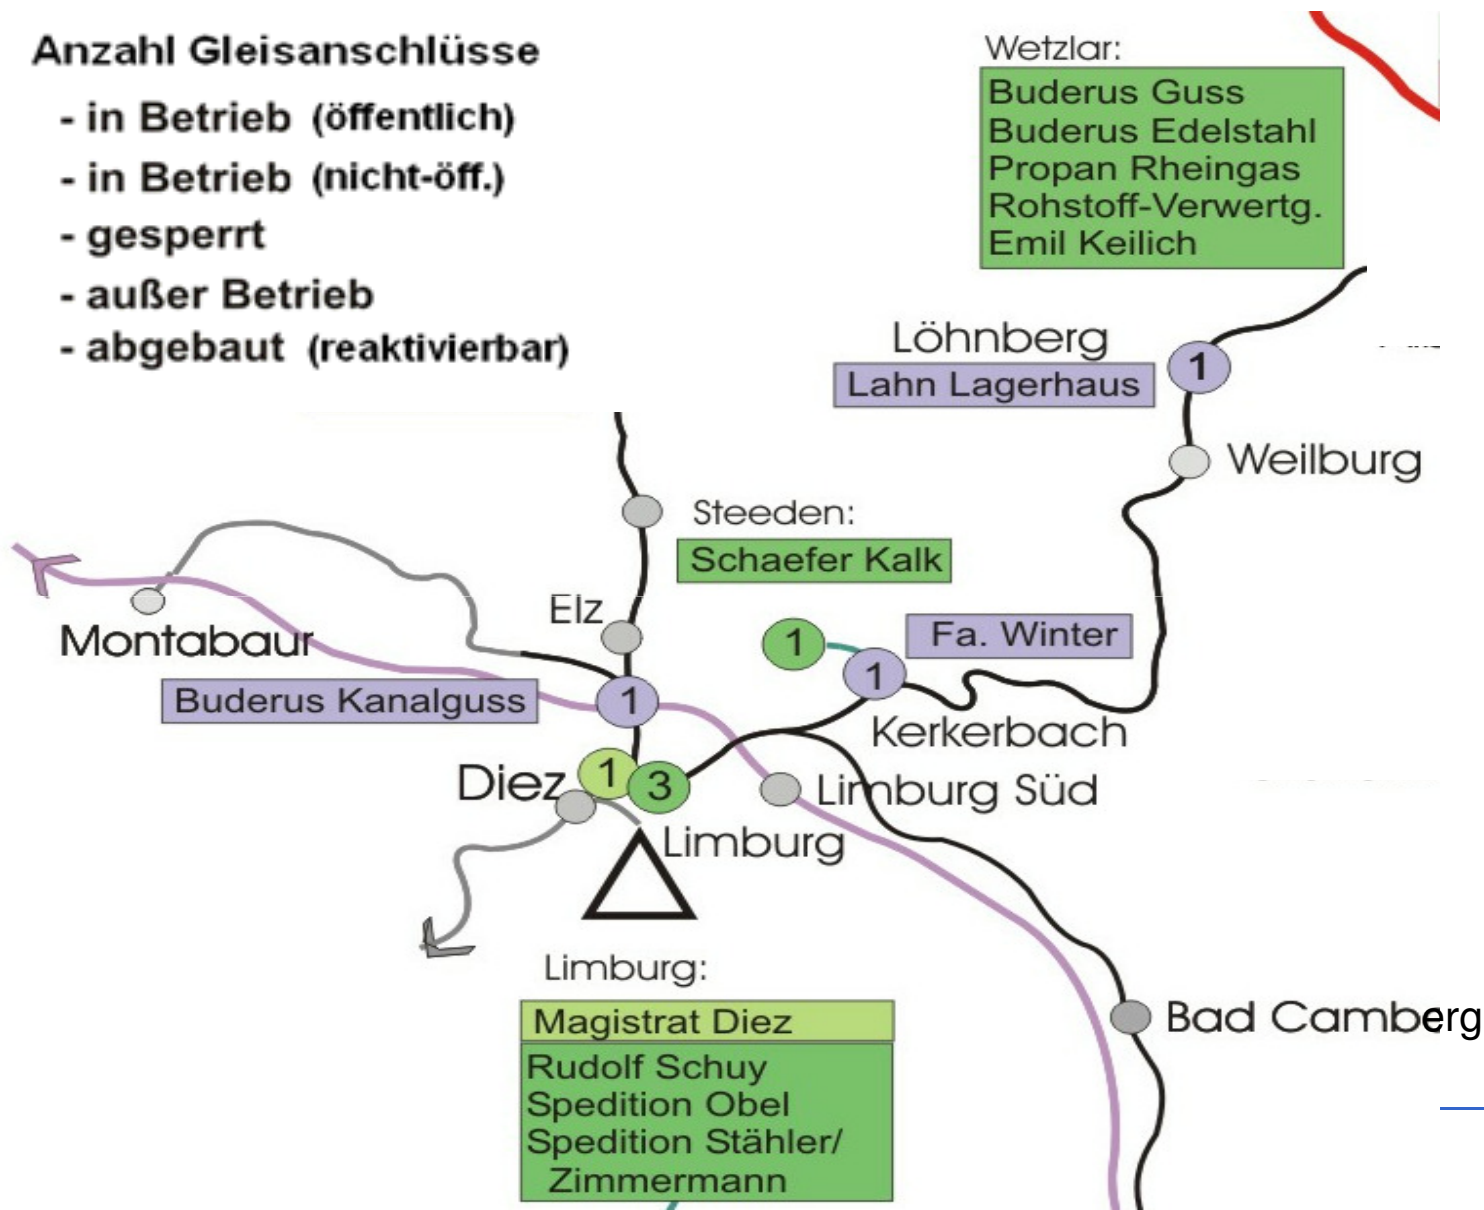 Anzahl Gleisanschlüsse
- in Betrieb (öffentlich)
- in Betrieb (nicht-öff.)
- gesperrt
- außer Betrieb
- abgebaut (reaktivierbar)
Wetzlar:
Buderus Guss
Buderus Edelstahl
Propan Rheingas
Rohstoff-Verwertg.
Emil Keilich
Löhnberg
Lahn Lagerhaus
1
Weilburg
Steeden:
Schaefer Kalk
Elz
1
Fa. Winter
1
Montabaur
Buderus Kanalguss
1
Kerkerbach
Diez
1
3
Limburg Süd
Limburg
Limburg:
Magistrat Diez
Rudolf Schuy
Spedition Obel
Spedition Stähler/
Zimmermann
Bad Camberg